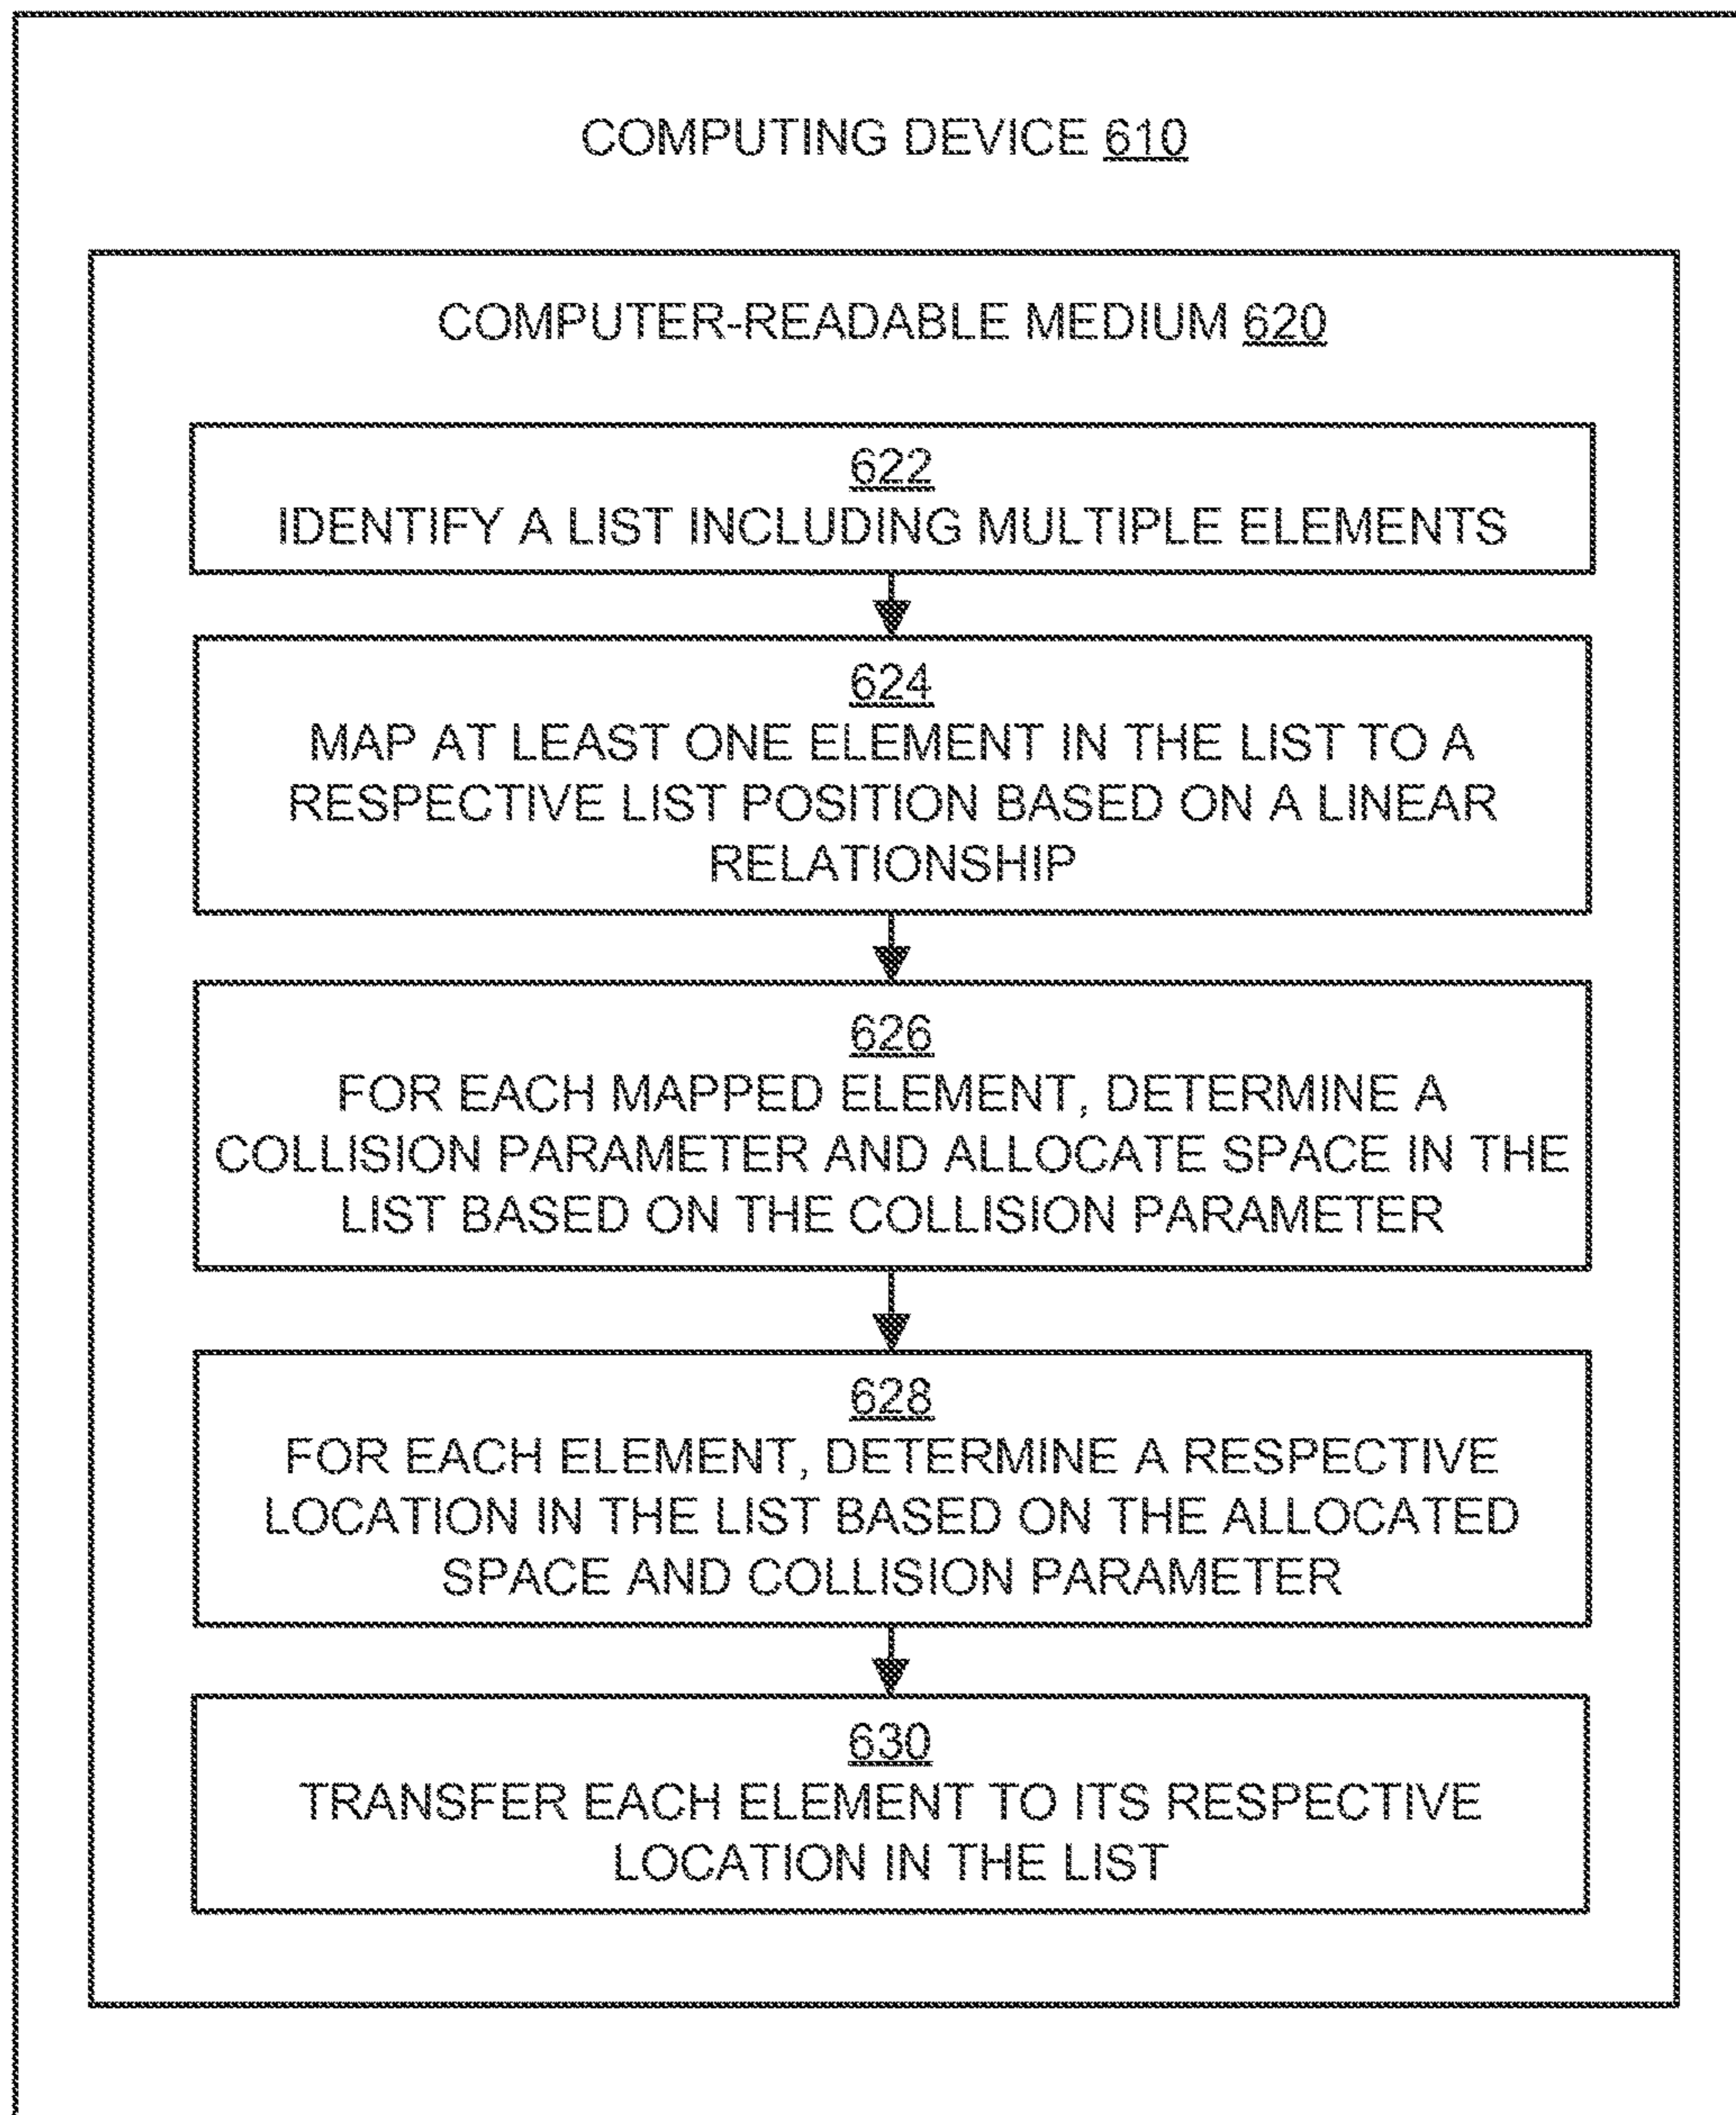 COMPUTING DEVICE 610
COMPUTER-READABLE MEDIUM 620
622
IDENTIFY A LIST INCLUDING MULTIPLE ELEMENTS
624
MAP AT LEAST ONE ELEMENT IN THE LIST TO A
RESPECTIVE LIST POSITION BASED ON A LINEAR
RELATIONSHIP
626
FOR EACH MAPPED ELEMENT, DETERMINE A
COLLISION PARAMETER AND ALLOCATE SPACE IN THE
LIST BASED ON THE COLLISION PARAMETER
628
FOR EACH ELEMENT, DETERMINE A RESPECTIVE
LOCATION IN THE LIST BASED ON THE ALLOCATED
SPACE AND COLLISION PARAMETER
630
TRANSFER EACH ELEMENT TO ITS RESPECTIVE
LOCATION IN THE LIST